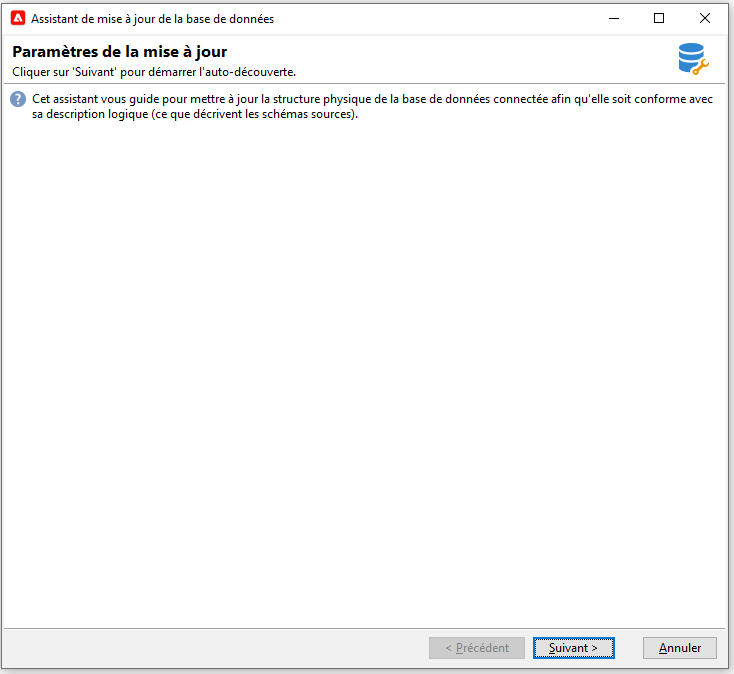 Assistant de mise à jour de la base de données
Paramètres de la mise à jour
Cliquer sur 'Suivant' pour démarrer l'auto-découverte.
? Cet assistant vous guide pour mettre à jour la structure physique de la base de données connectée afin qu'elle soit conforme avec
sa description logique (ce que décrivent les schémas sources).
< Précédent Suivant > Annuler